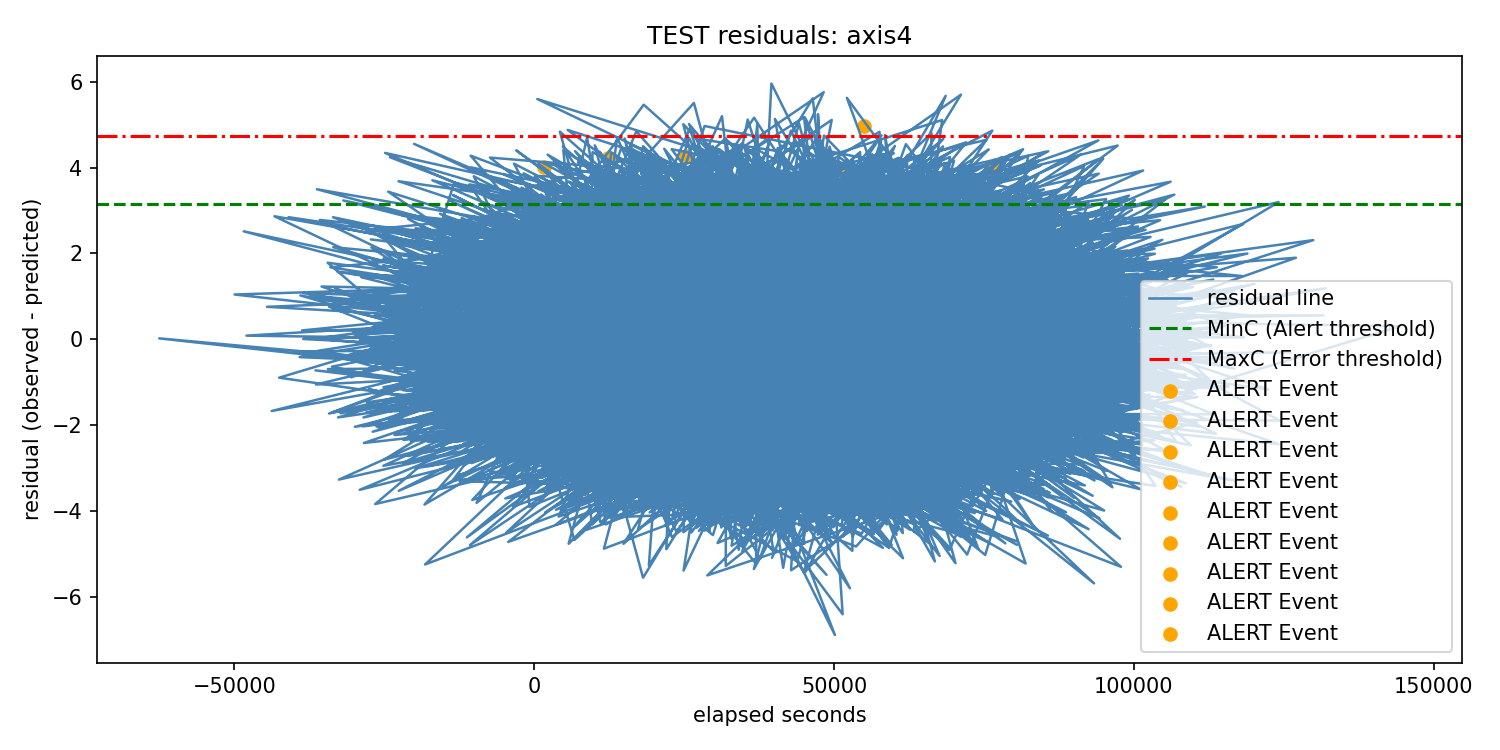 TEST residuals: axis4
residual (observed - predicted)
6
4
2
0
−2
−4
−6
residual line
MinC (Alert threshold)
MaxC (Error threshold)
ALERT Event
ALERT Event
ALERT Event
ALERT Event
ALERT Event
ALERT Event
ALERT Event
ALERT Event
ALERT Event
−50000 0 50000 100000 150000
elapsed seconds